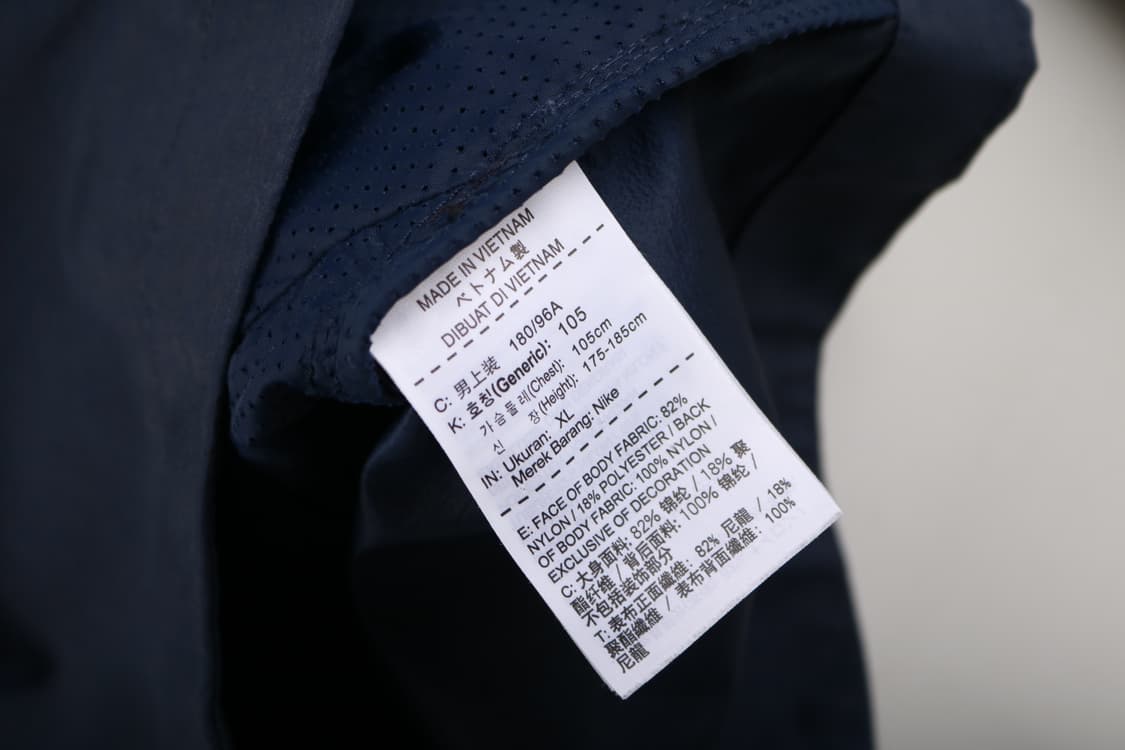 MADE IN VIETNAM
ベトナム製
DIBUAT DI VIETNAM
C: 男上装 180/96A
K: 호칭(Generic): 105
가슴둘레(Chest): 105cm
신 장(Height): 175-185cm
IN: Ukuran: XL
Merek Barang: Nike
E: FACE OF BODY FABRIC: 82%
NYLON / 18% POLYESTER / BACK
OF BODY FABRIC: 100% NYLON /
EXCLUSIVE OF DECORATION
C: 大身面料: 82% 锦纶 / 18% 聚
酯纤维 / 背后面料: 100% 锦纶 /
不包括装饰部分
T: 表布正面纖維: 82% 尼龍 / 18%
聚酯纖維 / 表布背面纖維: 100%
尼龍